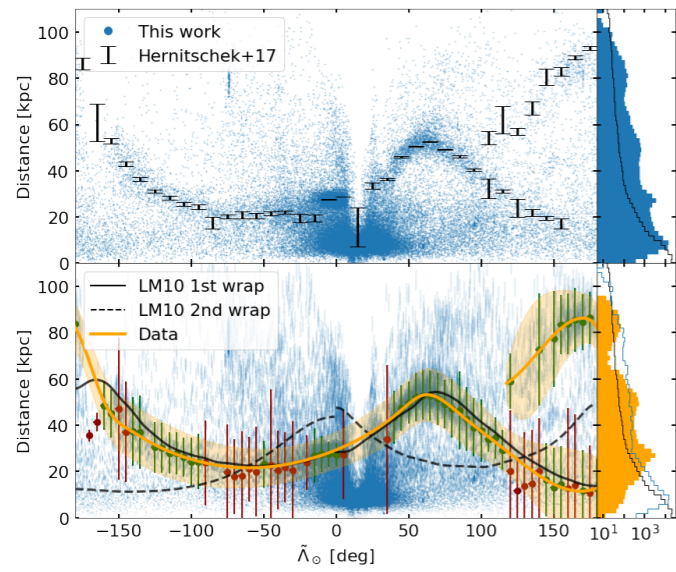 100
80
60
40
20
0
Distance [kpc]
This work
Hernitschek+17
100
80
60
40
20
0
Distance [kpc]
LM10 1st wrap
LM10 2nd wrap
Data
−150 −100 −50 0 50 100 150 10¹ 10³
Λ̃⊙ [deg]